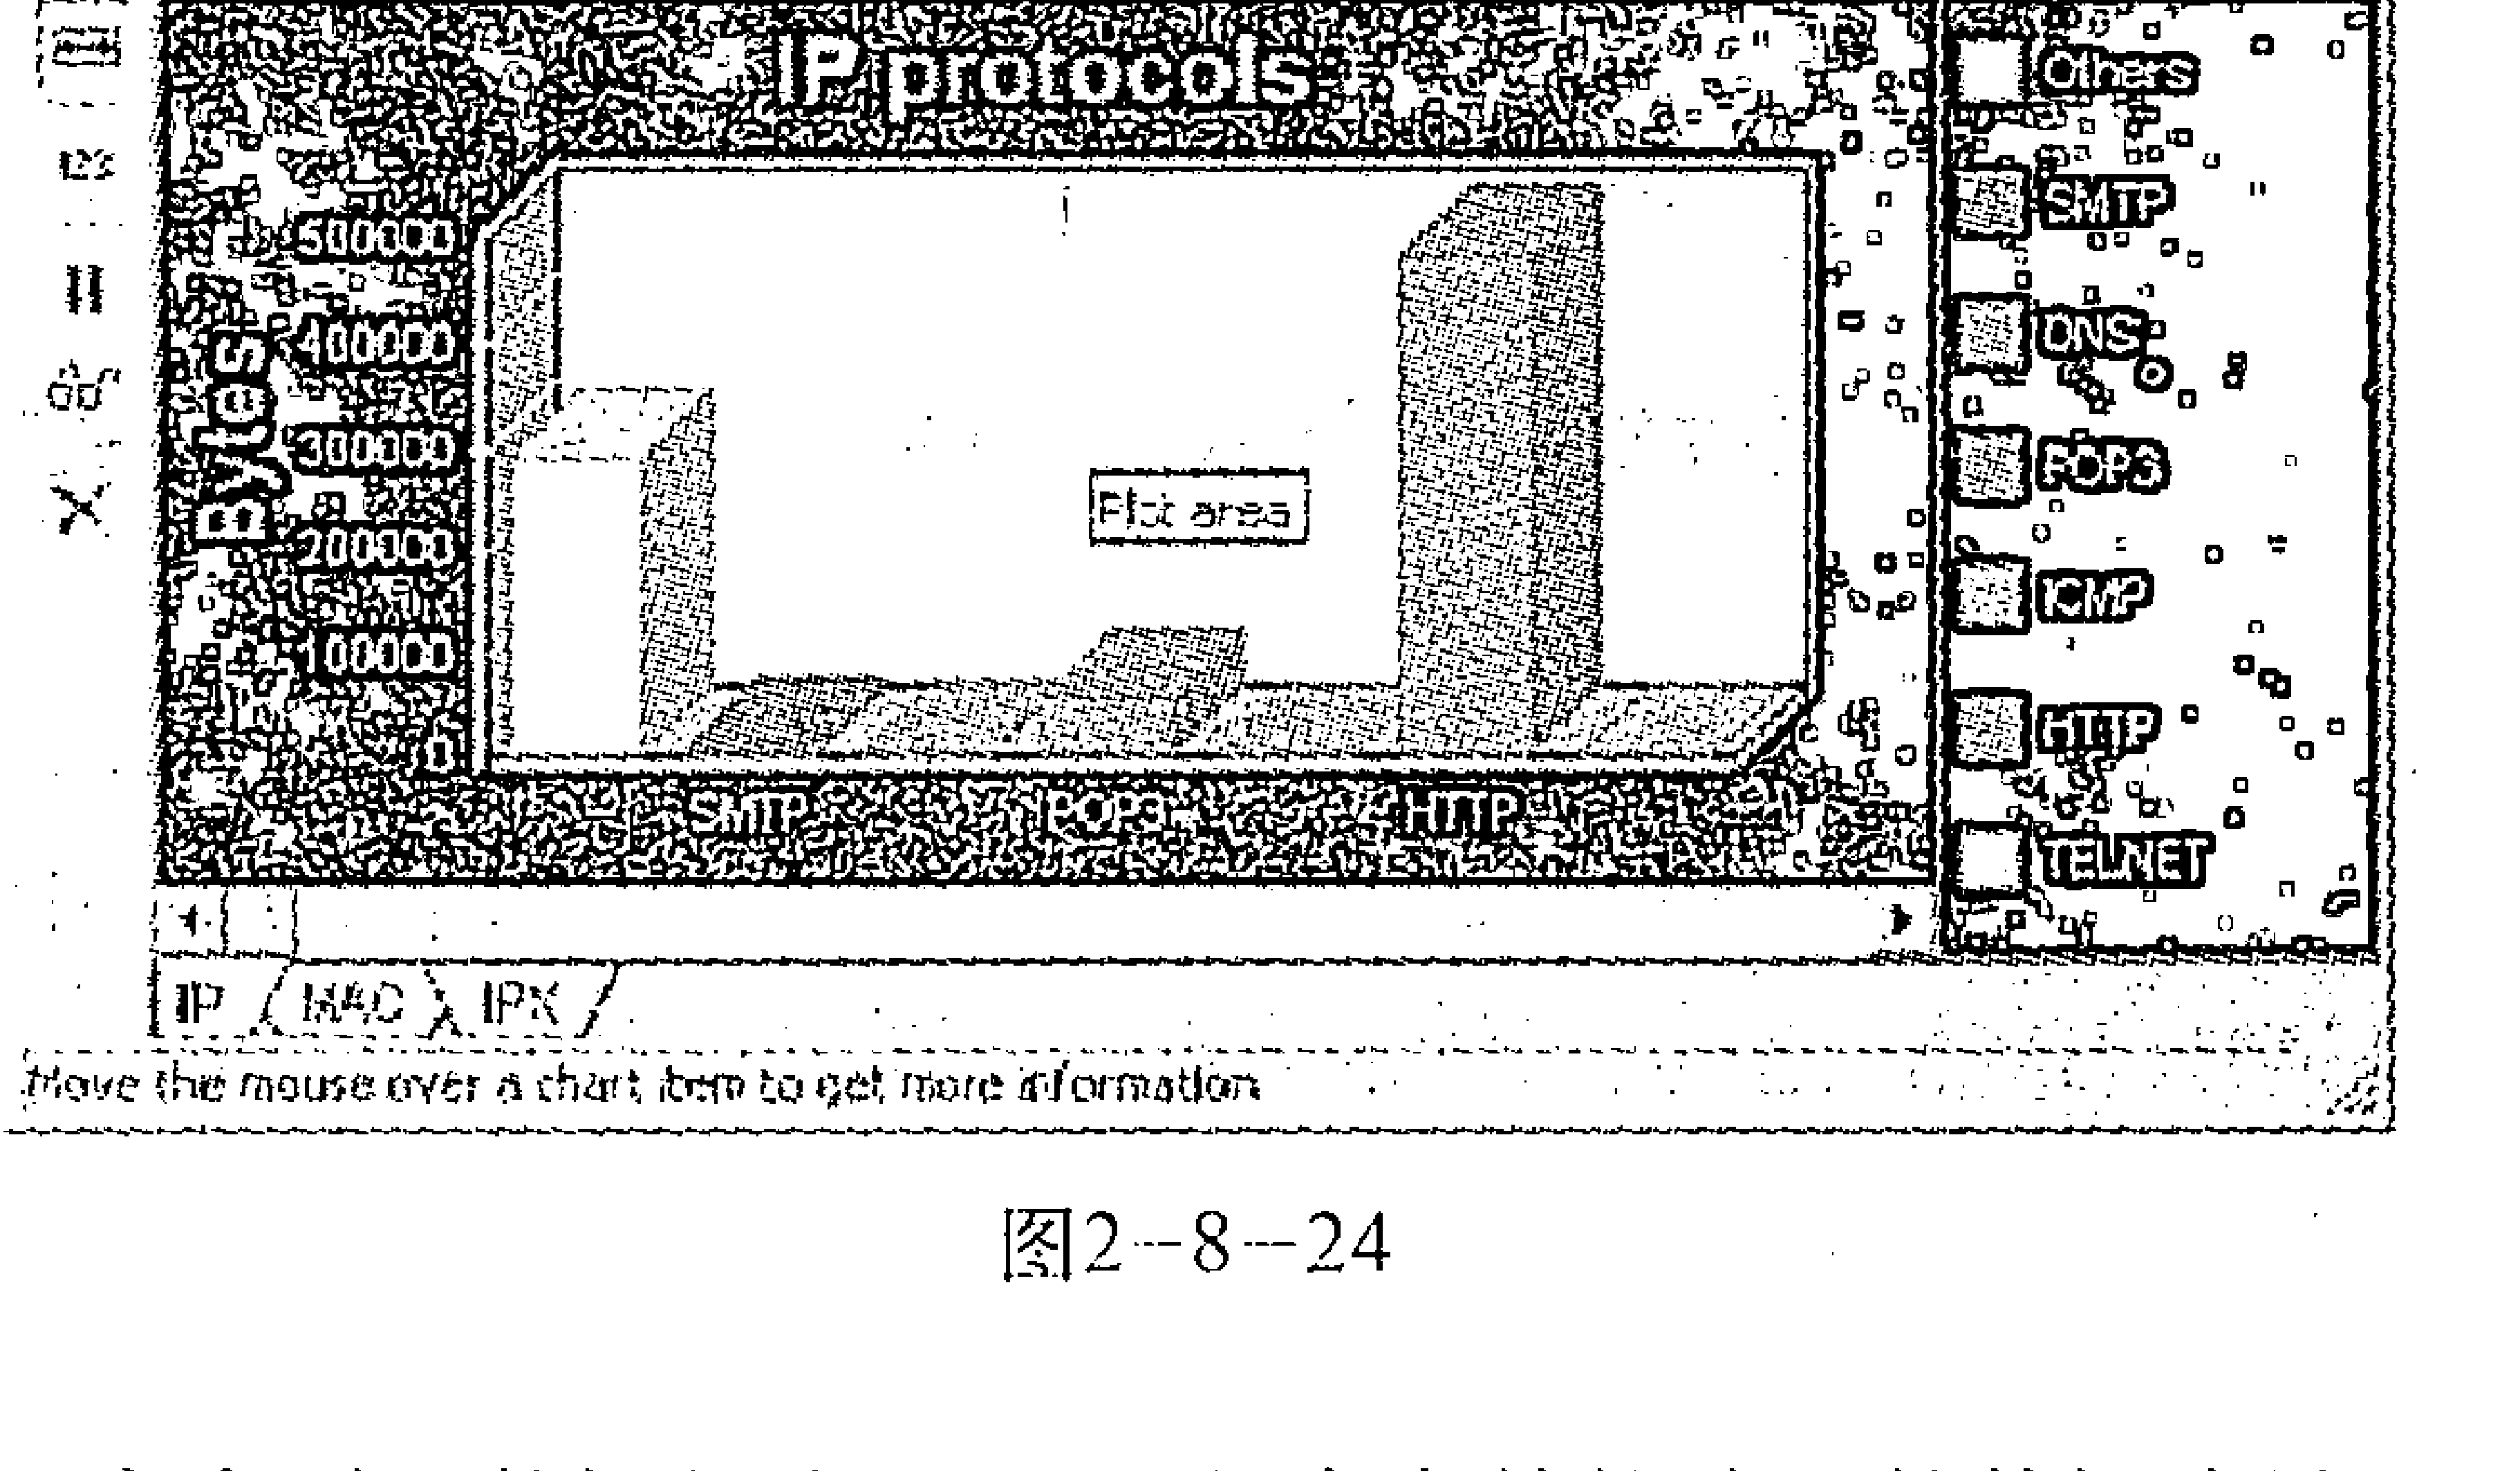 IP protocols
Bytes
500000
400000
300000
200000
100000
0
Plot area
SMTP POP3 HTTP
Others
SMTP
DNS
POP3
ICMP
HTTP
TELNET
IP MAC IPX
Move the mouse over a chart item to get more information
图2--8--24